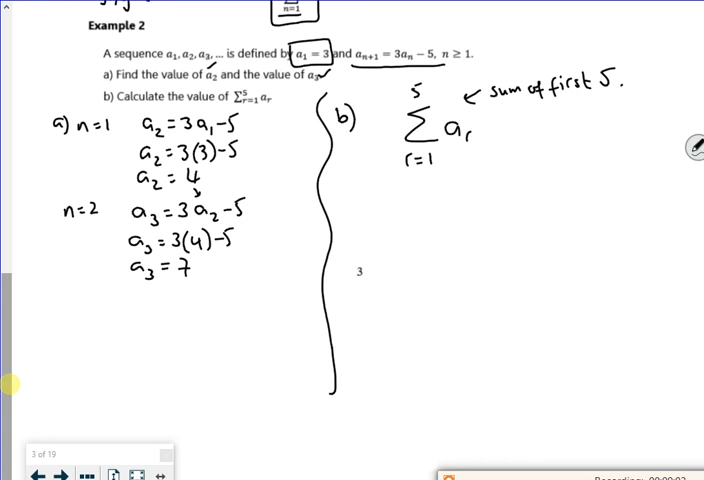 n=1
Example 2
A sequence a₁, a₂, a₃, ... is defined by a₁ = 3 and aₙ₊₁ = 3aₙ − 5, n ≥ 1.
a) Find the value of a₂ and the value of a₃
b) Calculate the value of ∑⁵ᵣ₌₁ aᵣ
a) n=1 a₂ = 3a₁-5
a₂ = 3(3)-5
a₂ = 4
n=2 a₃ = 3a₂-5
a₃ = 3(4)-5
a₃ = 7
b)
5
∑ aᵣ
r=1
← sum of first 5.
3
3 of 19